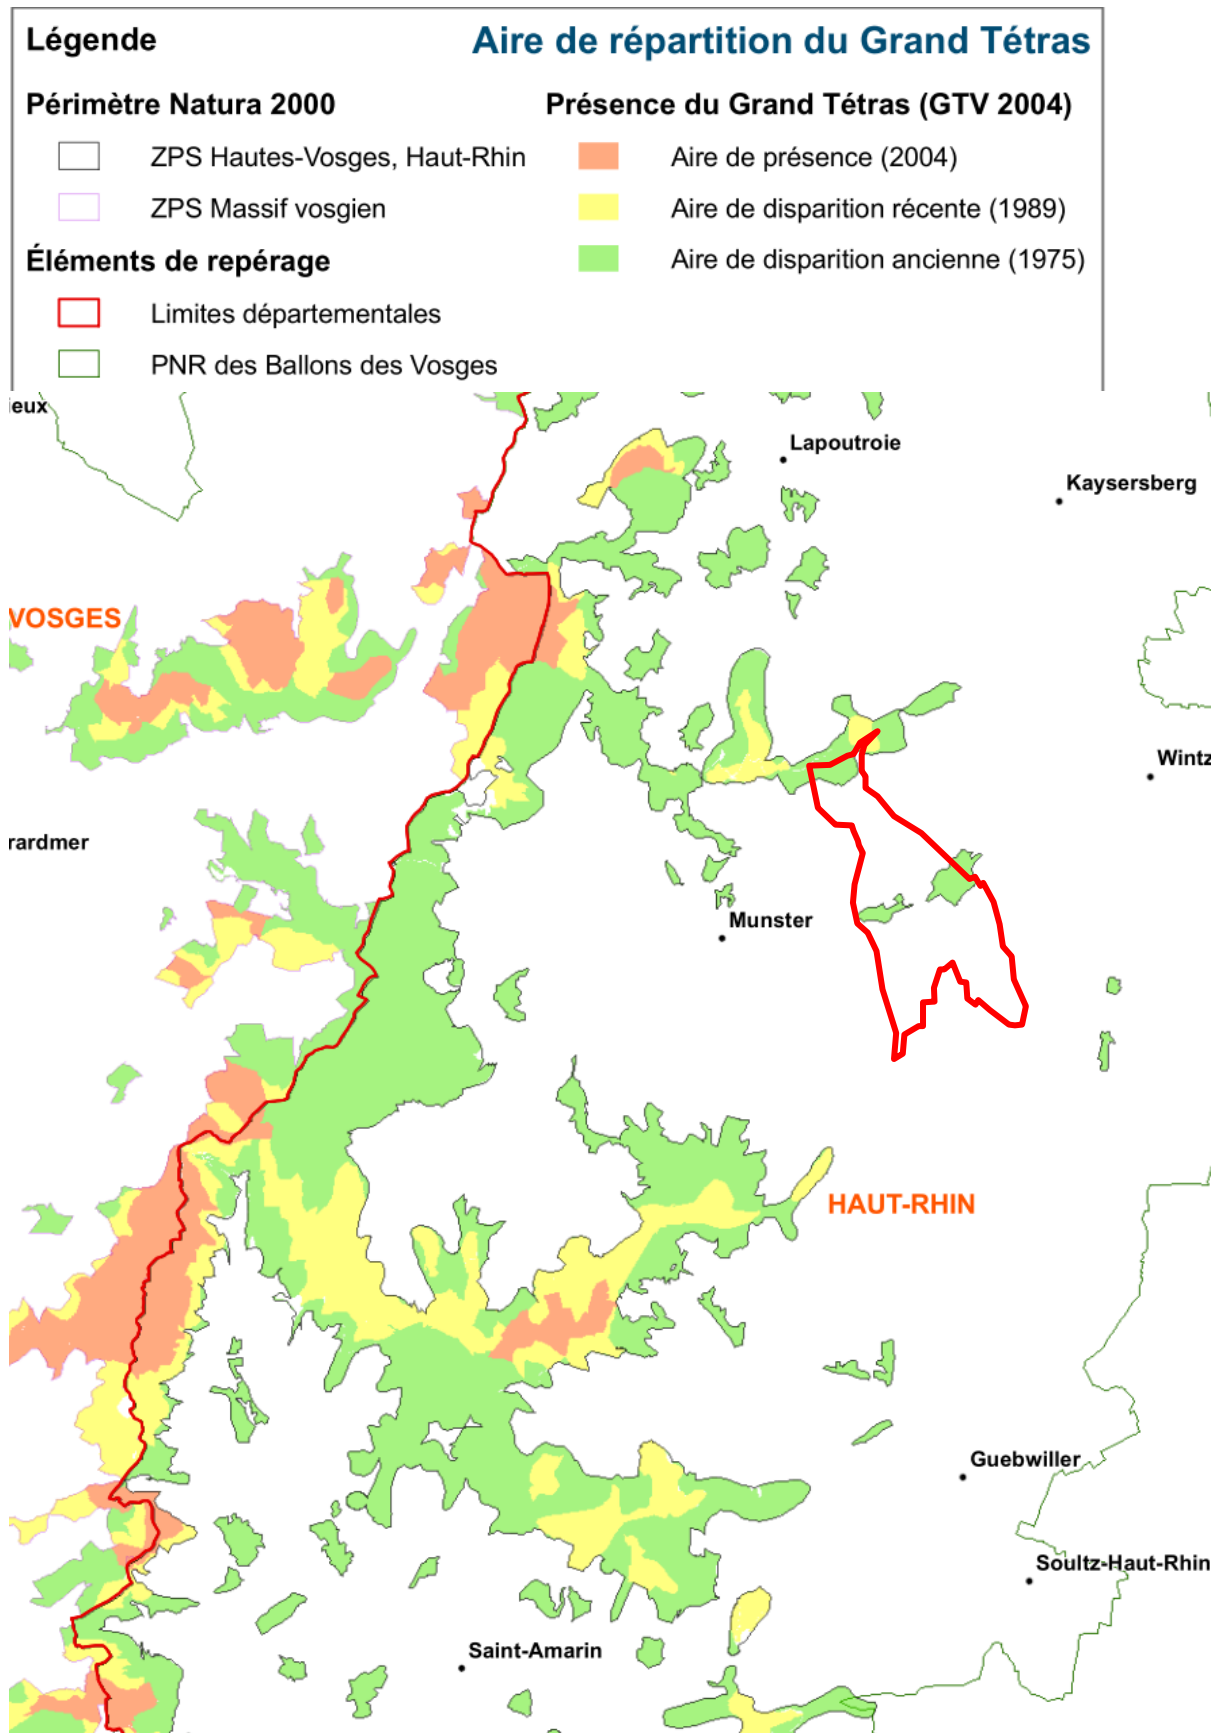 Légende
Aire de répartition du Grand Tétras
Périmètre Natura 2000
Présence du Grand Tétras (GTV 2004)
ZPS Hautes-Vosges, Haut-Rhin
Aire de présence (2004)
ZPS Massif vosgien
Aire de disparition récente (1989)
Éléments de repérage
Aire de disparition ancienne (1975)
Limites départementales
PNR des Ballons des Vosges
ieux
Lapoutroie
Kaysersberg
VOSGES
Wintz
rardmer
Munster
HAUT-RHIN
Guebwiller
Soultz-Haut-Rhin
Saint-Amarin